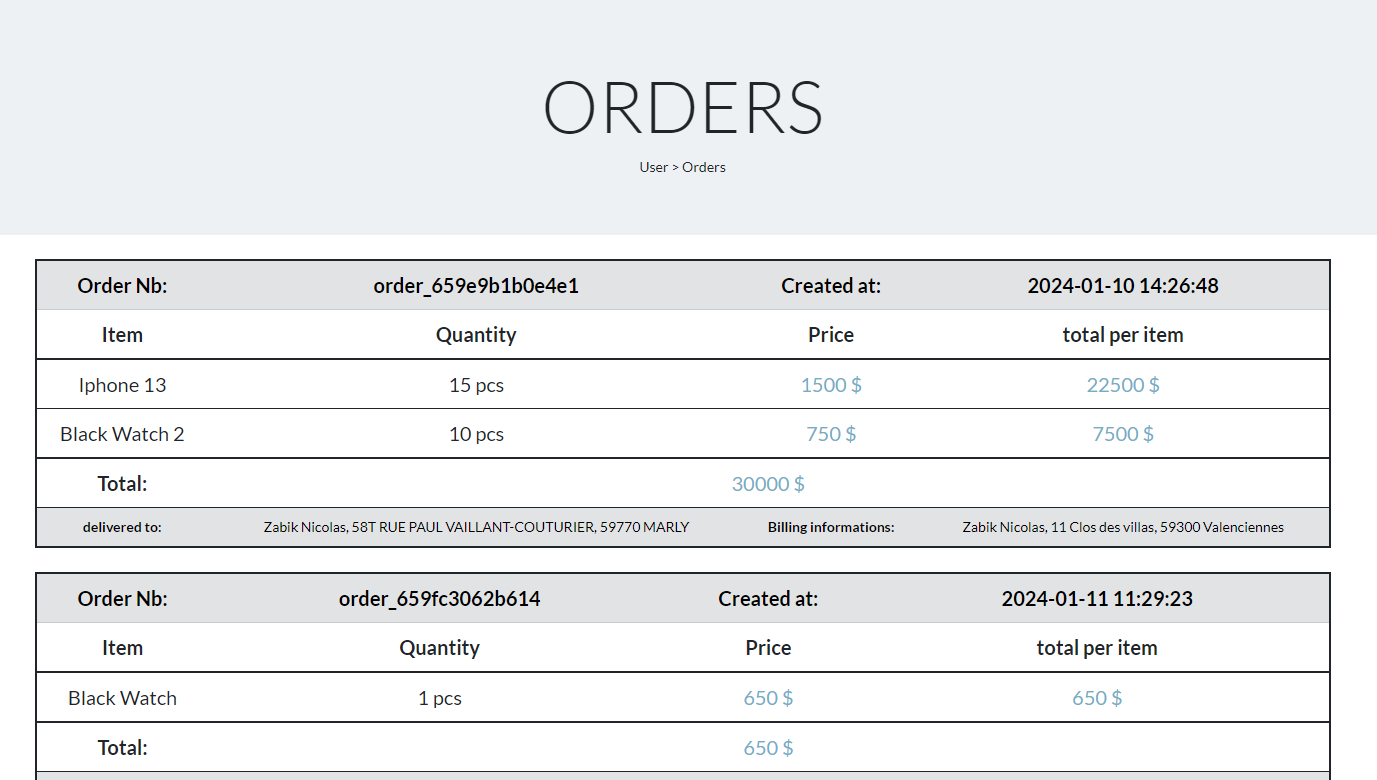 ORDERS
User > Orders
Order Nb: order_659e9b1b0e4e1 Created at: 2024-01-10 14:26:48
Item Quantity Price total per item
Iphone 13 15 pcs 1500 $ 22500 $
Black Watch 2 10 pcs 750 $ 7500 $
Total: 30000 $
delivered to: Zabik Nicolas, 58T RUE PAUL VAILLANT-COUTURIER, 59770 MARLY Billing informations: Zabik Nicolas, 11 Clos des villas, 59300 Valenciennes
Order Nb: order_659fc3062b614 Created at: 2024-01-11 11:29:23
Item Quantity Price total per item
Black Watch 1 pcs 650 $ 650 $
Total: 650 $